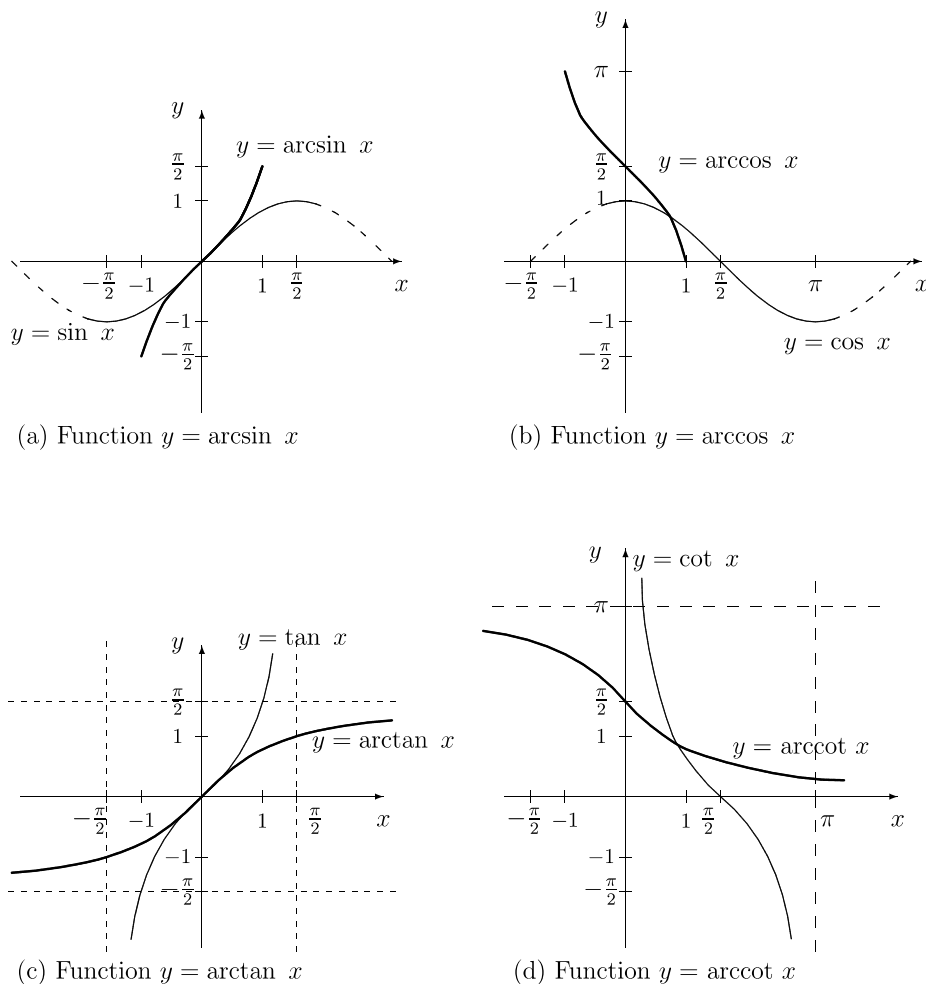 y
y = arcsin x
π/2
1
−π/2 −1 1 π/2 x
y = sin x
−1
−π/2
(a) Function y = arcsin x
y
π
π/2
y = arccos x
1
−π/2 −1 1 π/2 π x
−1
y = cos x
−π/2
(b) Function y = arccos x
y
y = tan x
π/2
1
y = arctan x
−π/2 −1 1 π/2 x
−1
−π/2
(c) Function y = arctan x
y
y = cot x
π
π/2
1
y = arccot x
−π/2 −1 1 π/2 π x
−1
−π/2
(d) Function y = arccot x